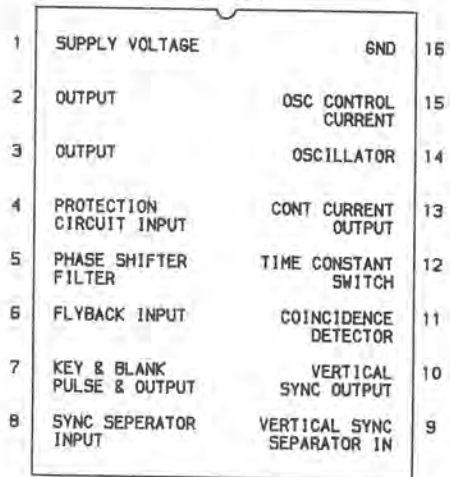 1 SUPPLY VOLTAGE GND 16
2 OUTPUT OSC CONTROL 15
CURRENT
3 OUTPUT OSCILLATOR 14
4 PROTECTION CONT CURRENT 13
CIRCUIT INPUT OUTPUT
5 PHASE SHIFTER TIME CONSTANT 12
FILTER SWITCH
6 FLYBACK INPUT COINCIDENCE 11
DETECTOR
7 KEY & BLANK VERTICAL 10
PULSE & OUTPUT SYNC OUTPUT
8 SYNC SEPERATOR VERTICAL SYNC 9
INPUT SEPARATOR IN